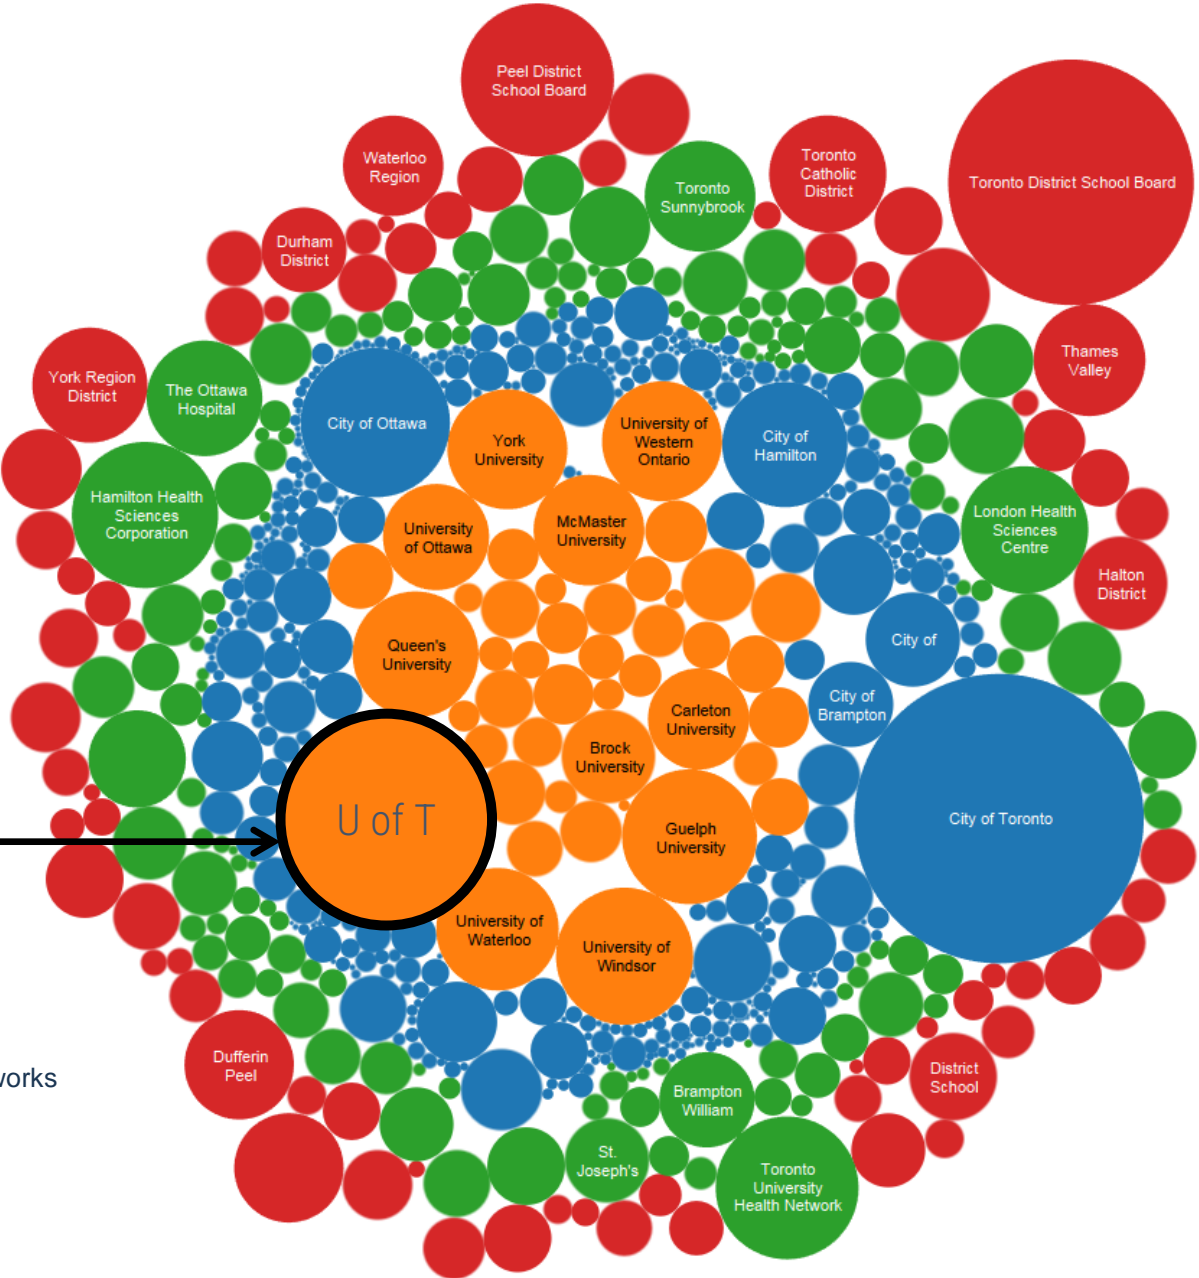 Peel District
School Board
Waterloo
Region
Toronto
Catholic
District
Toronto District School Board
Toronto
Sunnybrook
Durham
District
Thames
Valley
York Region
District
The Ottawa
Hospital
City of Ottawa
York
University
University of
Western
Ontario
City of
Hamilton
Hamilton Health
Sciences
Corporation
University
of Ottawa
McMaster
University
London Health
Sciences
Centre
Halton
District
Queen's
University
City of
City of
Brampton
Carleton
University
Brock
University
U of T
Guelph
University
City of Toronto
University of
Waterloo
University of
Windsor
Dufferin
Peel
works
District
School
Brampton
William
St.
Joseph's
Toronto
University
Health Network